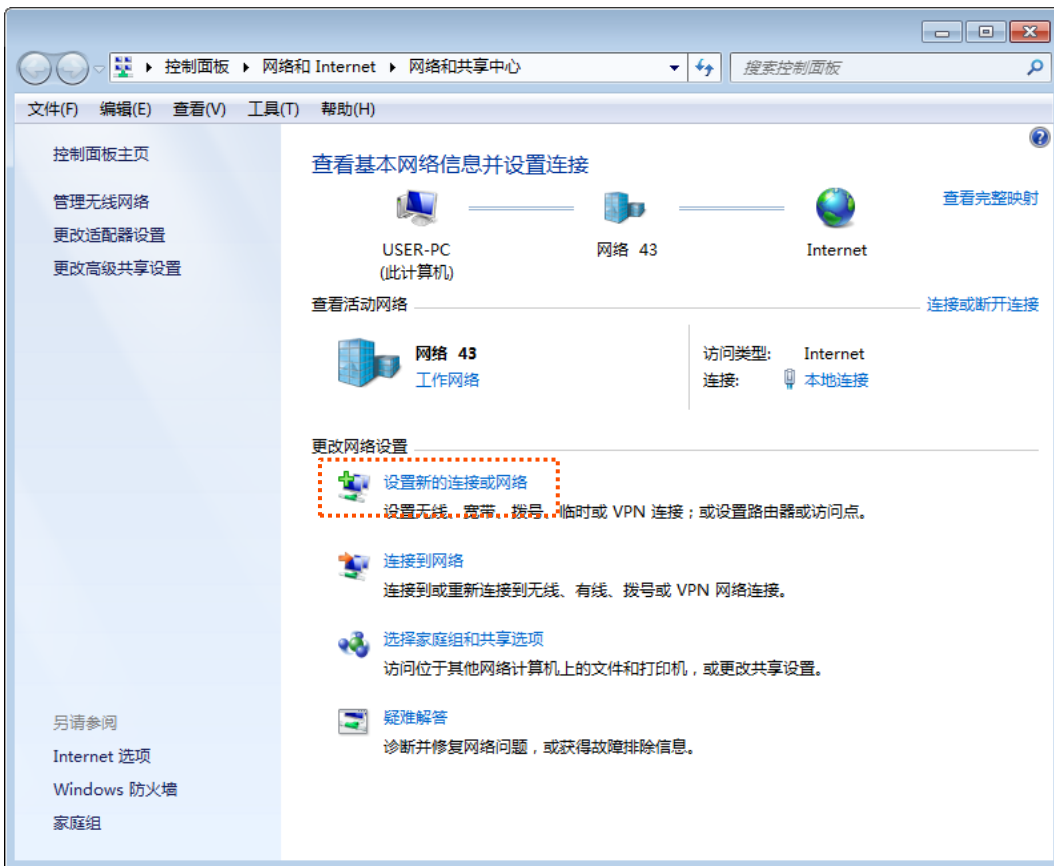 控制面板 网络和 Internet 网络和共享中心 搜索控制面板
文件(F) 编辑(E) 查看(V) 工具(T) 帮助(H)
控制面板主页
管理无线网络
更改适配器设置
更改高级共享设置
查看基本网络信息并设置连接
查看完整映射
USER-PC 网络 43 Internet
(此计算机)
查看活动网络 连接或断开连接
网络 43
工作网络
访问类型: Internet
连接: 本地连接
更改网络设置
设置新的连接或网络
设置无线、宽带、拨号、临时或 VPN 连接；或设置路由器或访问点。
连接到网络
连接到或重新连接到无线、有线、拨号或 VPN 网络连接。
选择家庭组和共享选项
访问位于其他网络计算机上的文件和打印机，或更改共享设置。
疑难解答
诊断并修复网络问题，或获得故障排除信息。
另请参阅
Internet 选项
Windows 防火墙
家庭组